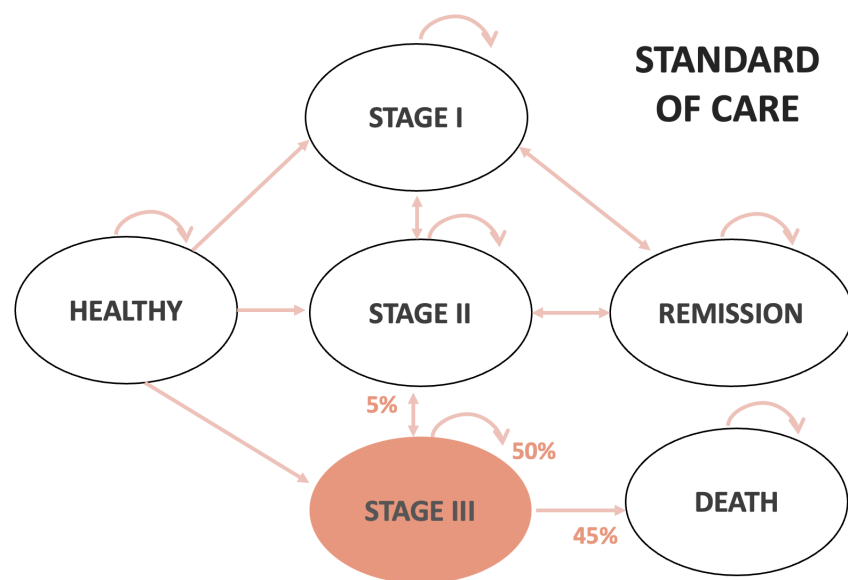 STANDARD
OF CARE
STAGE I
HEALTHY
STAGE II
REMISSION
5%
50%
STAGE III
DEATH
45%